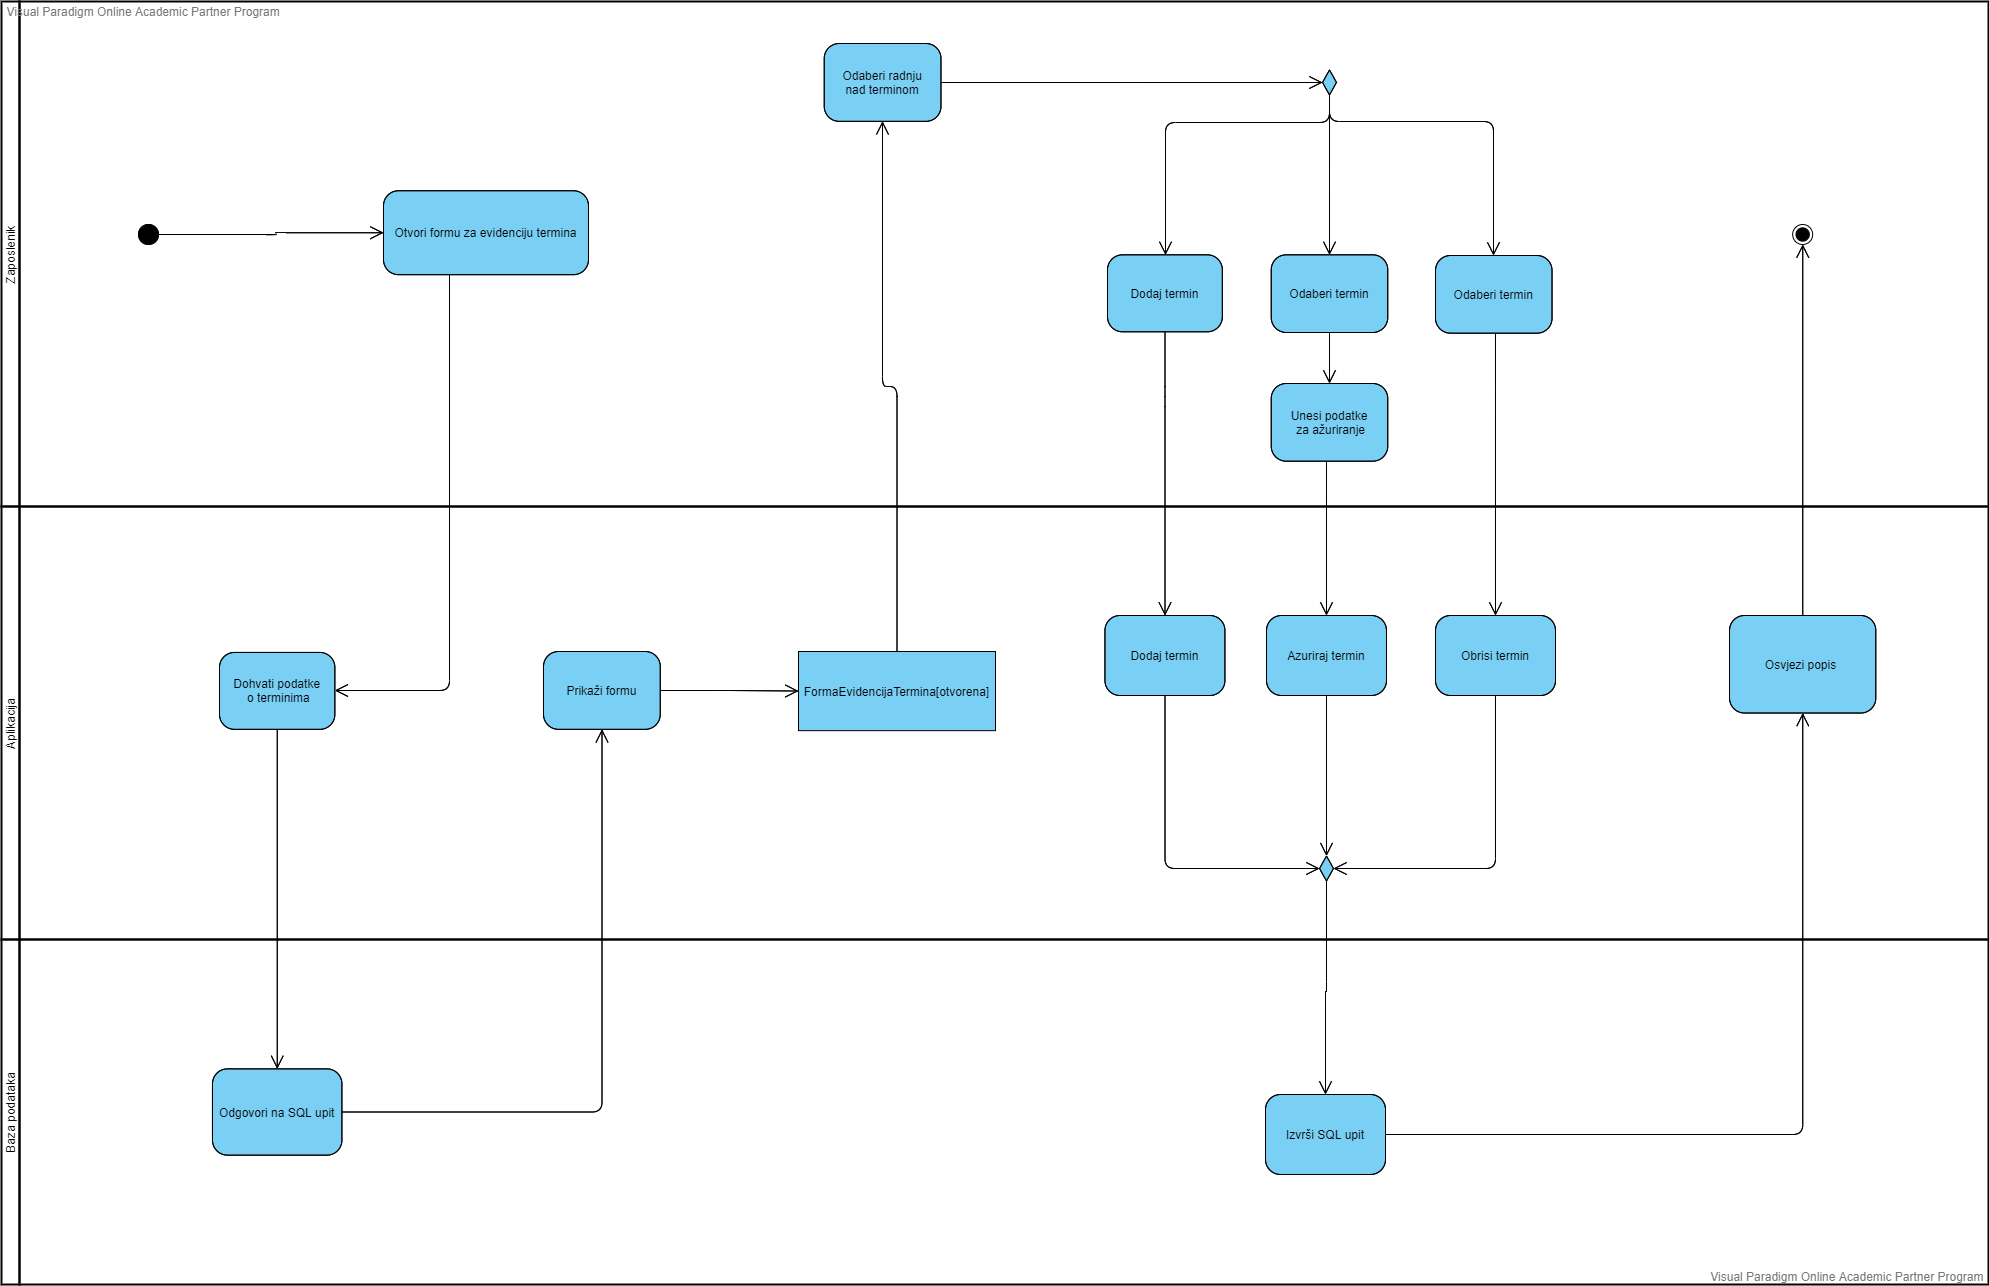 Visual Paradigm Online Academic Partner Program
Zaposlenik
Otvori formu za evidenciju termina
Odaberi radnju
nad terminom
Dodaj termin
Odaberi termin
Odaberi termin
Unesi podatke
za ažuriranje
Aplikacija
Dohvati podatke
o terminima
Prikaži formu
FormaEvidencijaTermina[otvorena]
Dodaj termin
Azuriraj termin
Obrisi termin
Osvjezi popis
Baza podataka
Odgovori na SQL upit
Izvrši SQL upit
Visual Paradigm Online Academic Partner Program